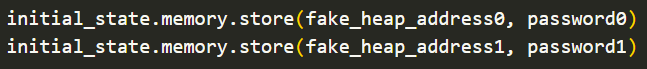 initial_state.memory.store(fake_heap_address0, password0)
initial_state.memory.store(fake_heap_address1, password1)